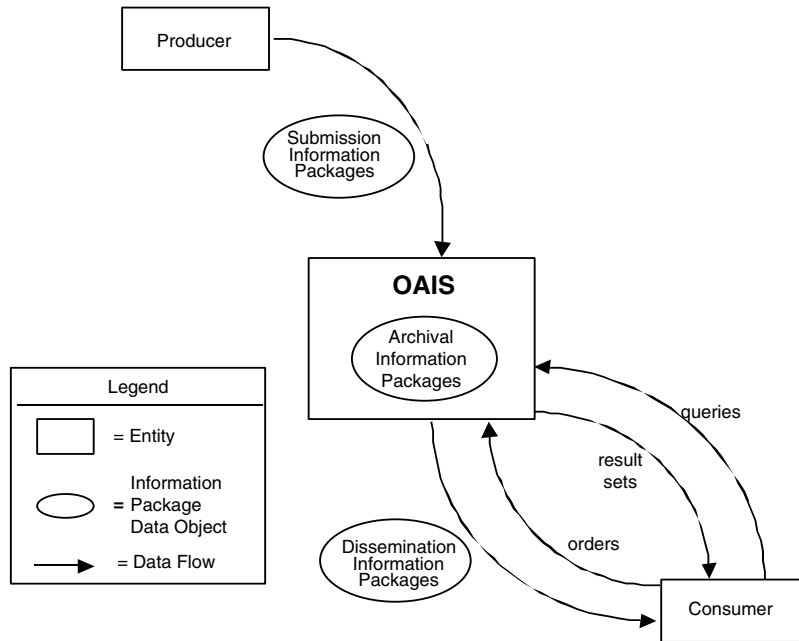 Producer
Submission
Information
Packages
OAIS
Archival
Information
Packages
Legend
= Entity
Information
= Package
Data Object
= Data Flow
queries
result
sets
orders
Dissemination
Information
Packages
Consumer